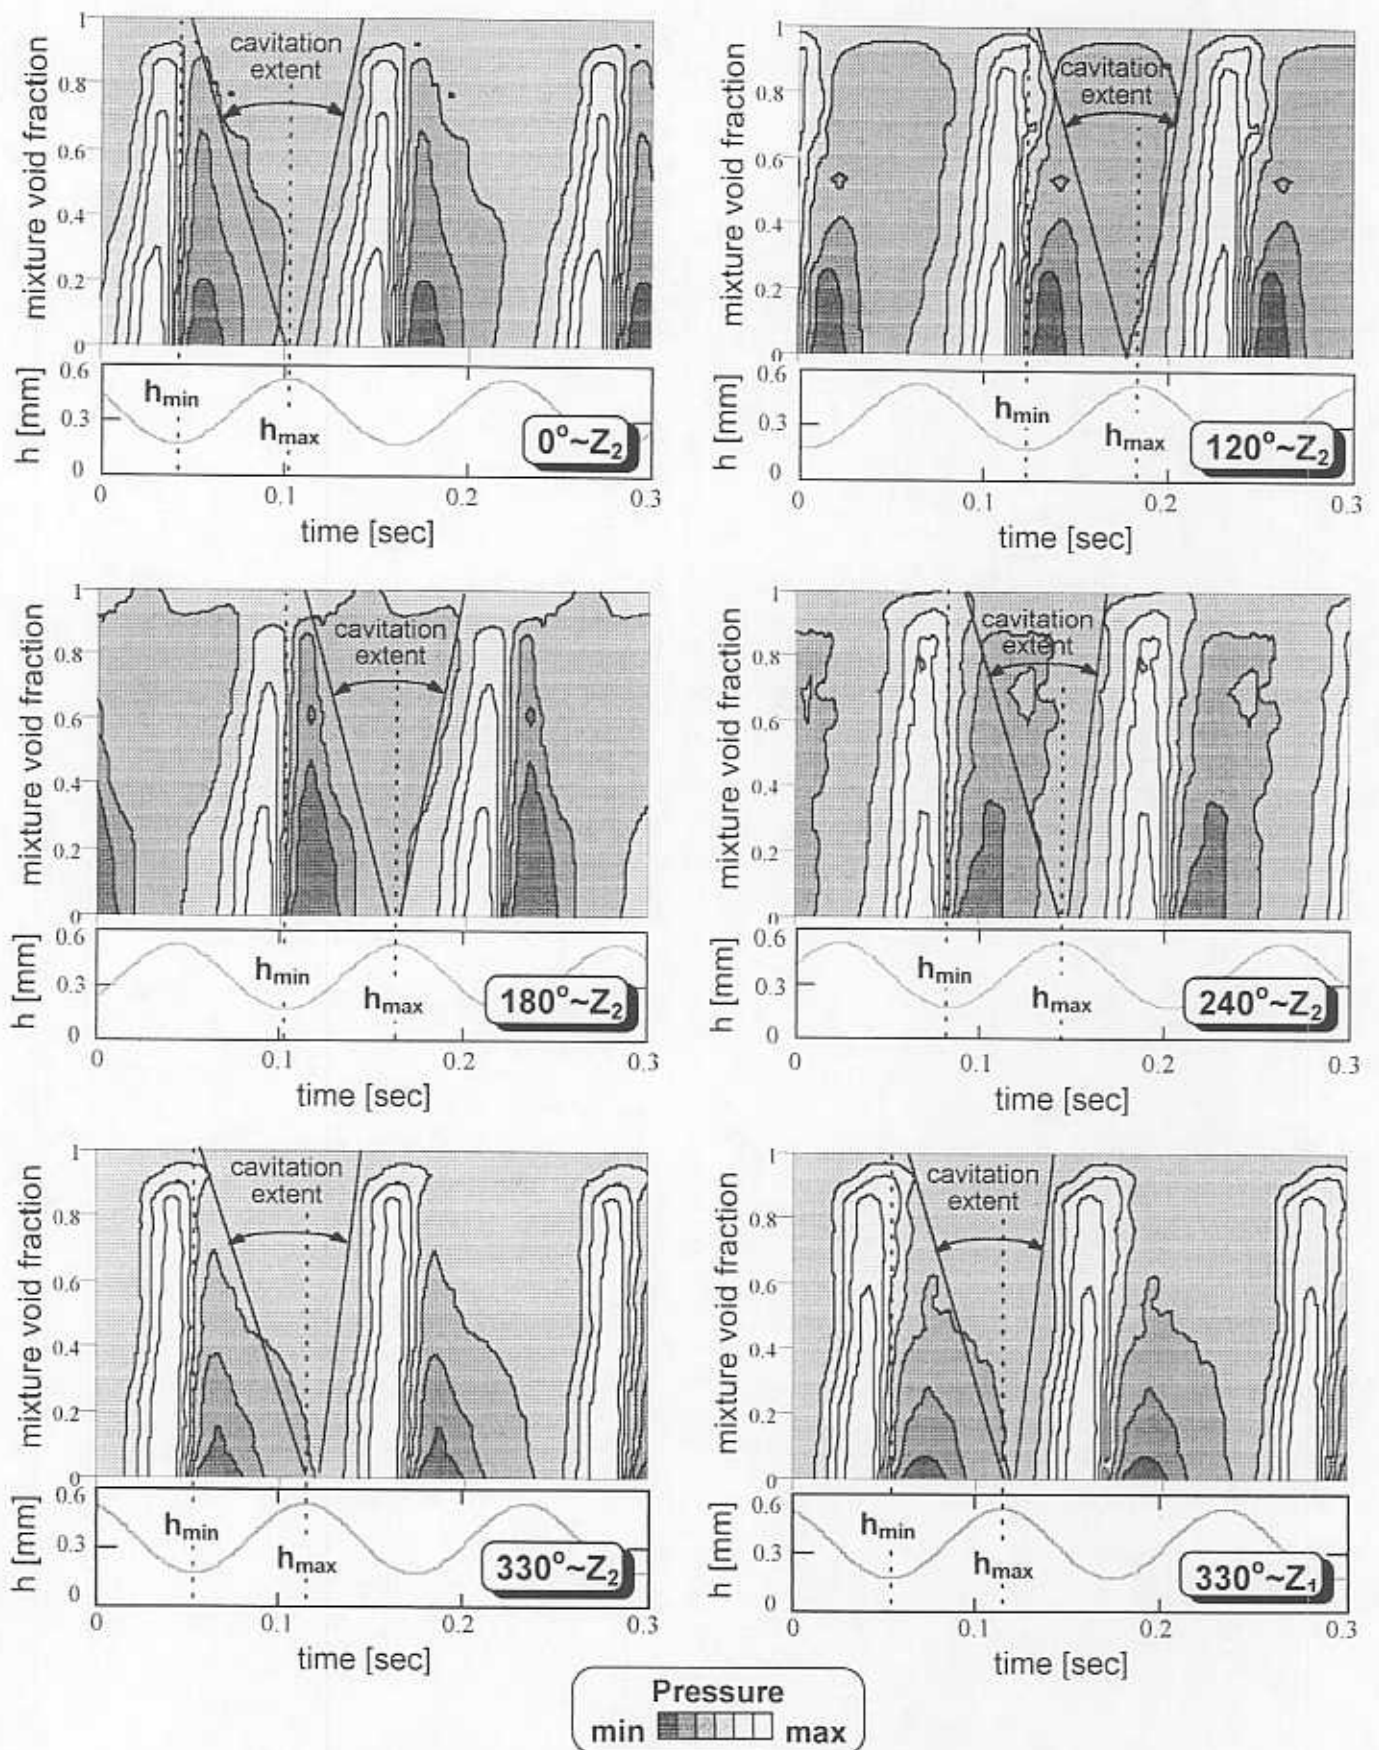 mixture void fraction
1
0.8
0.6
0.4
0.2
0
cavitation
extent
h [mm]
0.6
0.3
0
h_min
h_max
0°~Z₂
0
0.1
0.2
0.3
time [sec]
mixture void fraction
1
0.8
0.6
0.4
0.2
0
cavitation
extent
h [mm]
0.6
0.3
0
h_min
h_max
120°~Z₂
0
0.1
0.2
0.3
time [sec]
mixture void fraction
1
0.8
0.6
0.4
0.2
0
cavitation
extent
h [mm]
0.6
0.3
0
h_min
h_max
180°~Z₂
0
0.1
0.2
0.3
time [sec]
mixture void fraction
1
0.8
0.6
0.4
0.2
0
cavitation
extent
h [mm]
0.6
0.3
0
h_min
h_max
240°~Z₂
0
0.1
0.2
0.3
time [sec]
mixture void fraction
1
0.8
0.6
0.4
0.2
0
cavitation
extent
h [mm]
0.6
0.3
0
h_min
h_max
330°~Z₂
0
0.1
0.2
0.3
time [sec]
mixture void fraction
1
0.8
0.6
0.4
0.2
0
cavitation
extent
h [mm]
0.6
0.3
0
h_min
h_max
330°~Z₁
0
0.1
0.2
0.3
time [sec]
Pressure
min max